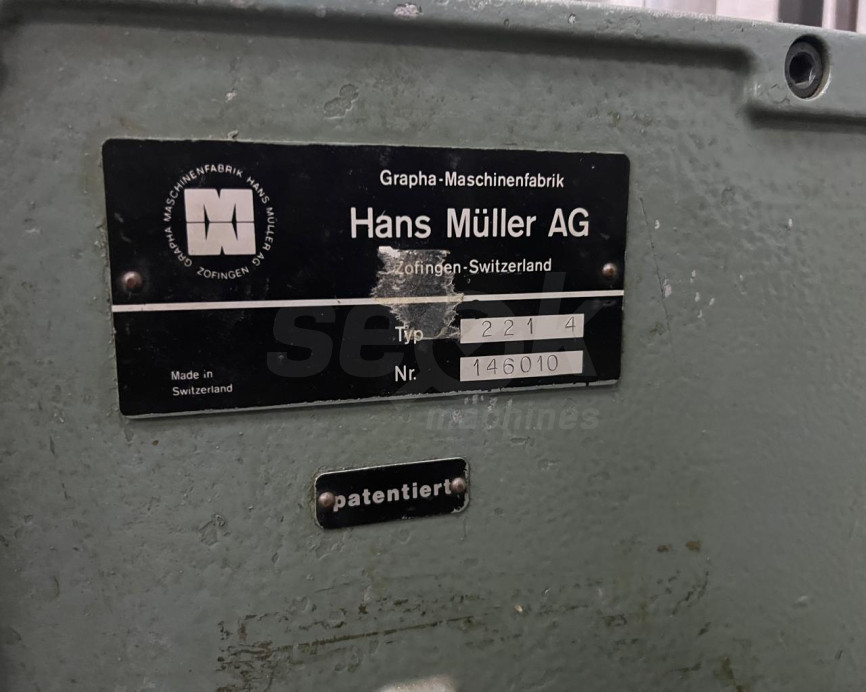 GRAPHA MASCHINENFABRIK HANS MÜLLER AG
ZOFINGEN
Grapha-Maschinenfabrik
Hans Müller AG
Zofingen-Switzerland
Typ 221 4
Nr. 146010
Made in
Switzerland
patentiert
seek
machines